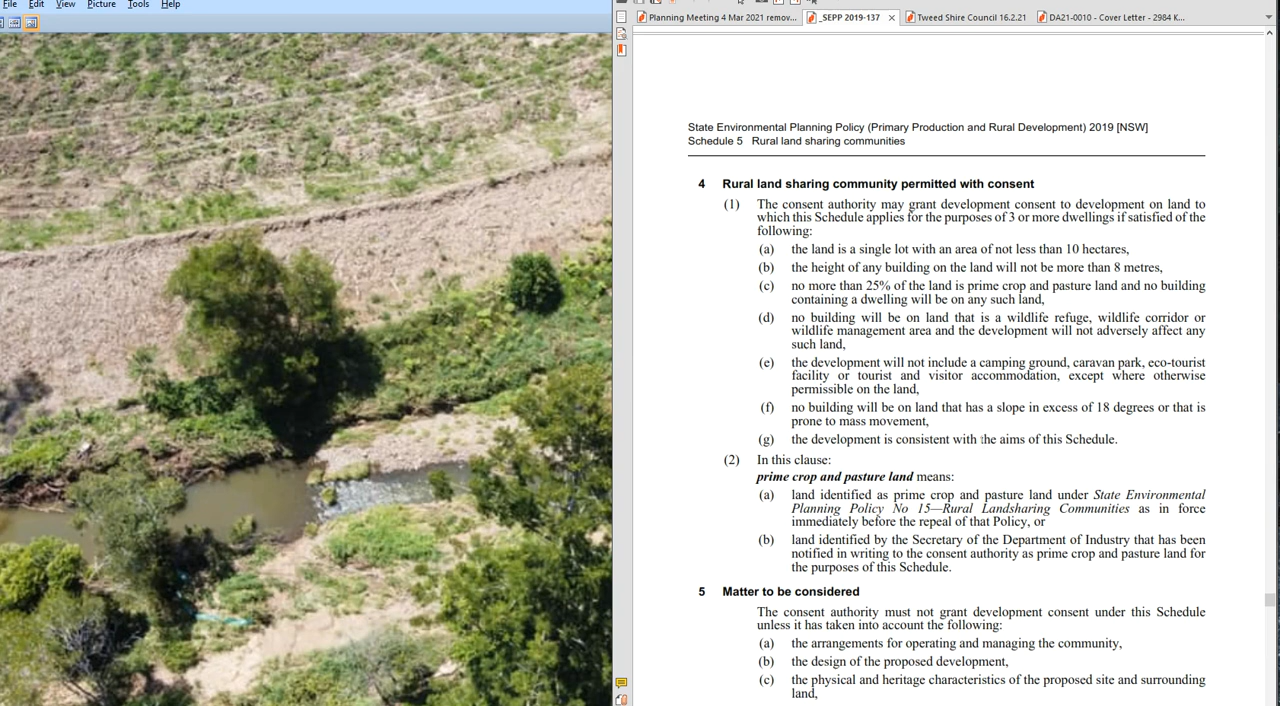 File Edit View Picture Tools Help
Planning Meeting 4 Mar 2021 remov... _SEPP 2019-137 Tweed Shire Council 16.2.21 DA21-0010 - Cover Letter - 2984 K...
State Environmental Planning Policy (Primary Production and Rural Development) 2019 [NSW]
Schedule 5 Rural land sharing communities
4 Rural land sharing community permitted with consent
(1) The consent authority may grant development consent to development on land to
which this Schedule applies for the purposes of 3 or more dwellings if satisfied of the
following:
(a) the land is a single lot with an area of not less than 10 hectares,
(b) the height of any building on the land will not be more than 8 metres,
(c) no more than 25% of the land is prime crop and pasture land and no building
containing a dwelling will be on any such land,
(d) no building will be on land that is a wildlife refuge, wildlife corridor or
wildlife management area and the development will not adversely affect any
such land,
(e) the development will not include a camping ground, caravan park, eco-tourist
facility or tourist and visitor accommodation, except where otherwise
permissible on the land,
(f) no building will be on land that has a slope in excess of 18 degrees or that is
prone to mass movement,
(g) the development is consistent with the aims of this Schedule.
(2) In this clause:
prime crop and pasture land means:
(a) land identified as prime crop and pasture land under State Environmental
Planning Policy No 15—Rural Landsharing Communities as in force
immediately before the repeal of that Policy, or
(b) land identified by the Secretary of the Department of Industry that has been
notified in writing to the consent authority as prime crop and pasture land for
the purposes of this Schedule.
5 Matter to be considered
The consent authority must not grant development consent under this Schedule
unless it has taken into account the following:
(a) the arrangements for operating and managing the community,
(b) the design of the proposed development,
(c) the physical and heritage characteristics of the proposed site and surrounding
land,